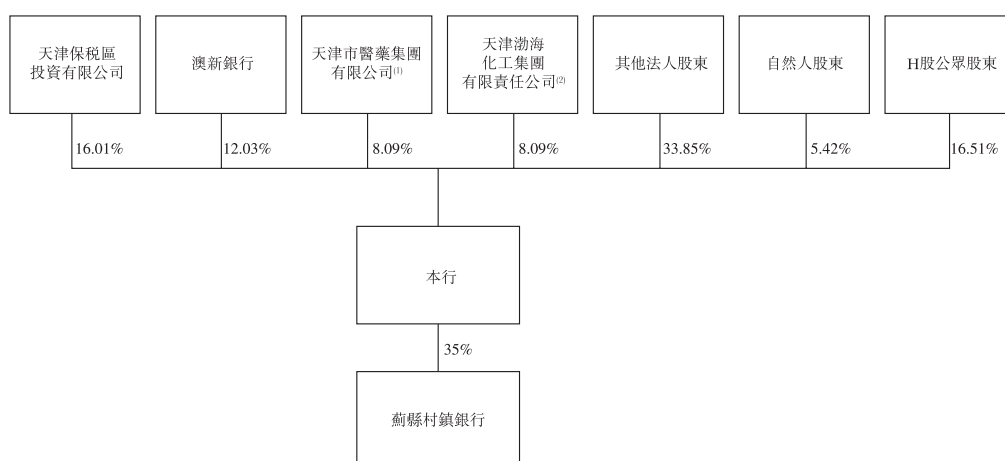 天津保税區
投資有限公司
澳新銀行
天津市醫藥集團
有限公司(1)
天津渤海
化工集團
有限責任公司(2)
其他法人股東
自然人股東
H股公眾股東
16.01%
12.03%
8.09%
8.09%
33.85%
5.42%
16.51%
本行
35%
薊縣村鎮銀行